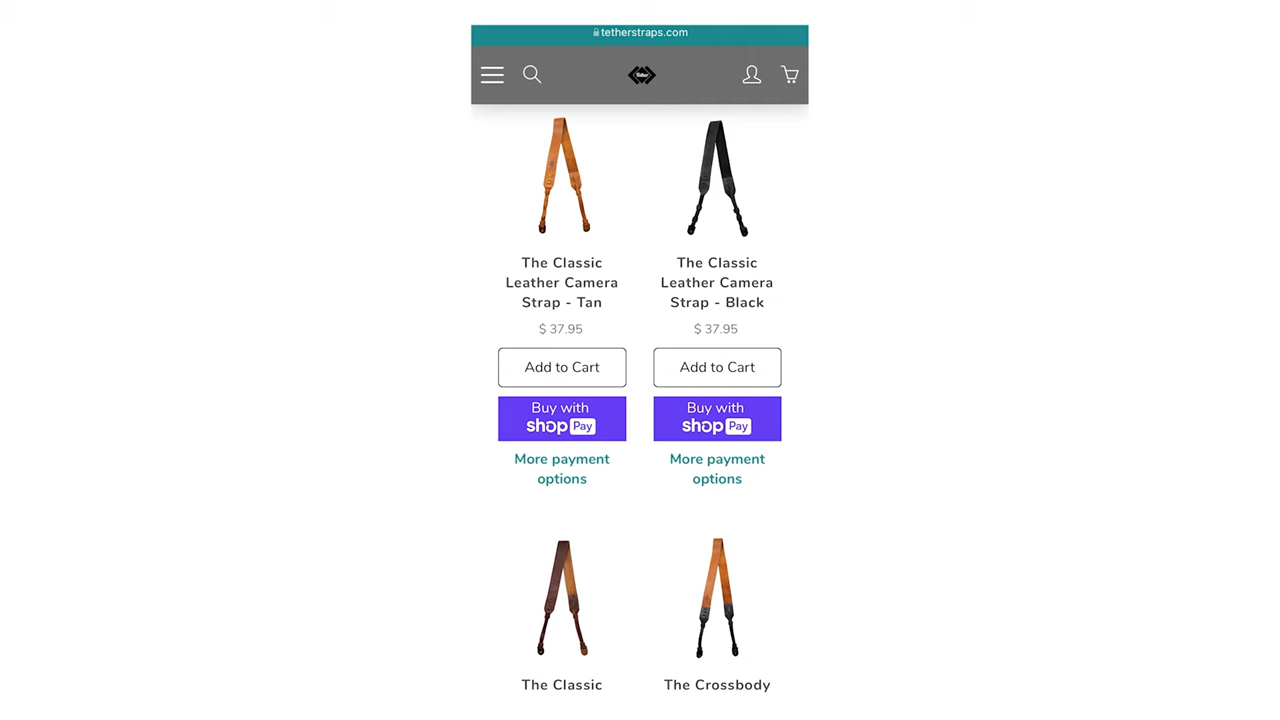 tetherstraps.com
Tether
The Classic
Leather Camera
Strap - Tan
$ 37.95
Add to Cart
Buy with
shop Pay
More payment
options
The Classic
Leather Camera
Strap - Black
$ 37.95
Add to Cart
Buy with
shop Pay
More payment
options
The Classic
The Crossbody